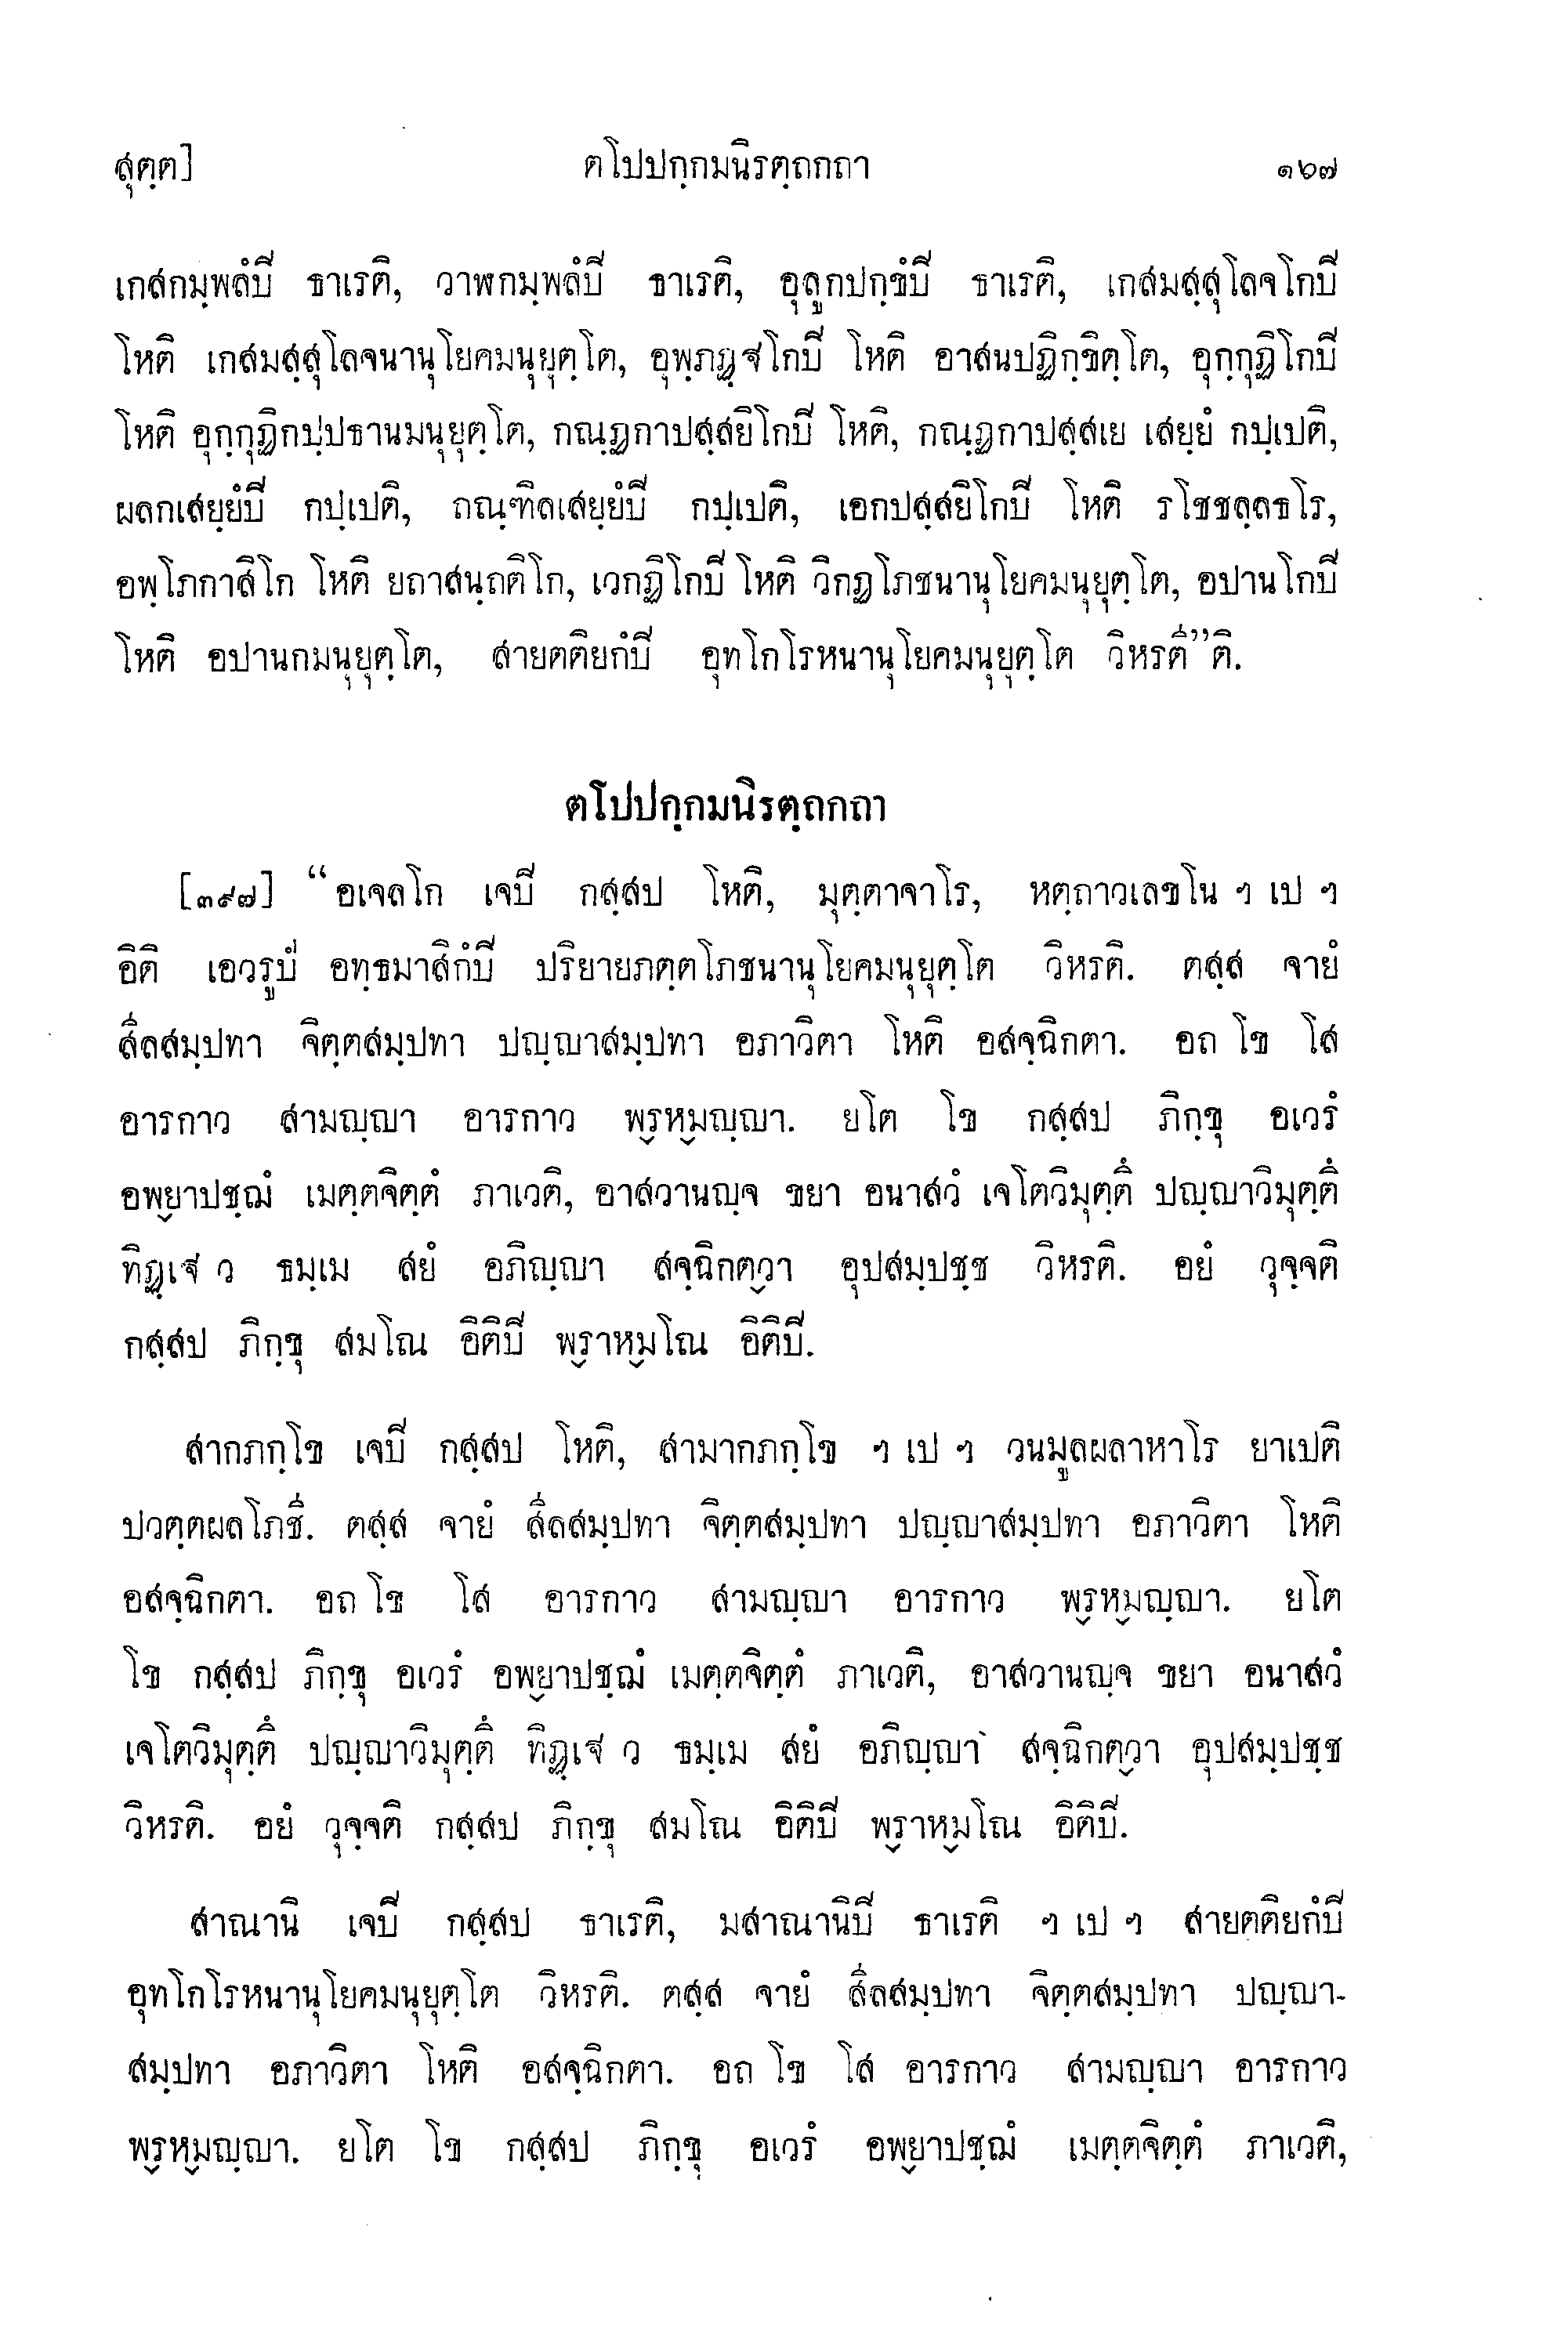 สุตฺต] ตโปปกฺกมนิรตฺถกถา ๑๖๗
เกสกมฺพลํปี ธาเรติ, วาฬกมฺพลํปี ธาเรติ, อุลูกปกฺขํปี ธาเรติ, เกสมสฺสุโลจโกปี
โหติ เกสมสฺสุโลจนานุโยคมนุยุตฺโต, อุพฺภฏฺฐโกปี โหติ อาสนปฏิกฺขิตฺโต, อุกฺกุฏิโกปี
โหติ อุกฺกุฏิกปฺปธานมนุยุตฺโต, กณฺฏกาปสฺสยิโกปี โหติ, กณฺฏกาปสฺสเย เสยฺยํ กปฺเปติ,
ผลกเสยฺยํปี กปฺเปติ, ถณฺฑิลเสยฺยํปี กปฺเปติ, เอกปสฺสยิโกปี โหติ รโชชลฺลธโร,
อพฺโภกาสิโก โหติ ยถาสนฺถติโก, เวกฏิโกปี โหติ วิกฏโภชนานุโยคมนุยุตฺโต, อปานโกปี
โหติ อปานกมนุยุตฺโต, สายตติยกํปี อุทโกโรหนานุโยคมนุยุตฺโต วิหรตี”ติ.
ตโปปกฺกมนิรตฺถกถา
[๓๙๗] “อเจลโก เจปี กสฺสป โหติ, มุตฺตาจาโร, หตฺถาวเลขโน ฯ เป ฯ
อิติ เอวรูปํ อทฺธมาสิกํปี ปริยายภตฺตโภชนานุโยคมนุยุตฺโต วิหรติ. ตสฺส จายํ
สีลสมฺปทา จิตฺตสมฺปทา ปญฺญาสมฺปทา อภาวิตา โหติ อสจฺฉิกตา. อถ โข โส
อารกาว สามญฺญา อารกาว พฺรหฺมญฺญา. ยโต โข กสฺสป ภิกฺขุ อเวรํ
อพฺยาปชฺฌํ เมตฺตจิตฺตํ ภาเวติ, อาสวานญฺจ ขยา อนาสวํ เจโตวิมุตฺตึ ปญฺญาวิมุตฺตึ
ทิฏฺเฐ ว ธมฺเม สยํ อภิญฺญา สจฺฉิกตฺวา อุปสมฺปชฺช วิหรติ. อยํ วุจฺจติ
กสฺสป ภิกฺขุ สมโณ อิติปี พฺราหฺมโณ อิติปี.
สากภกฺโข เจปี กสฺสป โหติ, สามากภกฺโข ฯ เป ฯ วนมูลผลาหาโร ยาเปติ
ปวตฺตผลโภชี. ตสฺส จายํ สีลสมฺปทา จิตฺตสมฺปทา ปญฺญาสมฺปทา อภาวิตา โหติ
อสจฺฉิกตา. อถ โข โส อารกาว สามญฺญา อารกาว พฺรหฺมญฺญา. ยโต
โข กสฺสป ภิกฺขุ อเวรํ อพฺยาปชฺฌํ เมตฺตจิตฺตํ ภาเวติ, อาสวานญฺจ ขยา อนาสวํ
เจโตวิมุตฺตึ ปญฺญาวิมุตฺตึ ทิฏฺเฐ ว ธมฺเม สยํ อภิญฺญา สจฺฉิกตฺวา อุปสมฺปชฺช
วิหรติ. อยํ วุจฺจติ กสฺสป ภิกฺขุ สมโณ อิติปี พฺราหฺมโณ อิติปี.
สาณานิ เจปี กสฺสป ธาเรติ, มสาณานิปี ธาเรติ ฯ เป ฯ สายตติยกํปี
อุทโกโรหนานุโยคมนุยุตฺโต วิหรติ. ตสฺส จายํ สีลสมฺปทา จิตฺตสมฺปทา ปญฺญา-
สมฺปทา อภาวิตา โหติ อสจฺฉิกตา. อถ โข โส อารกาว สามญฺญา อารกาว
พฺรหฺมญฺญา. ยโต โข กสฺสป ภิกฺขุ อเวรํ อพฺยาปชฺฌํ เมตฺตจิตฺตํ ภาเวติ,